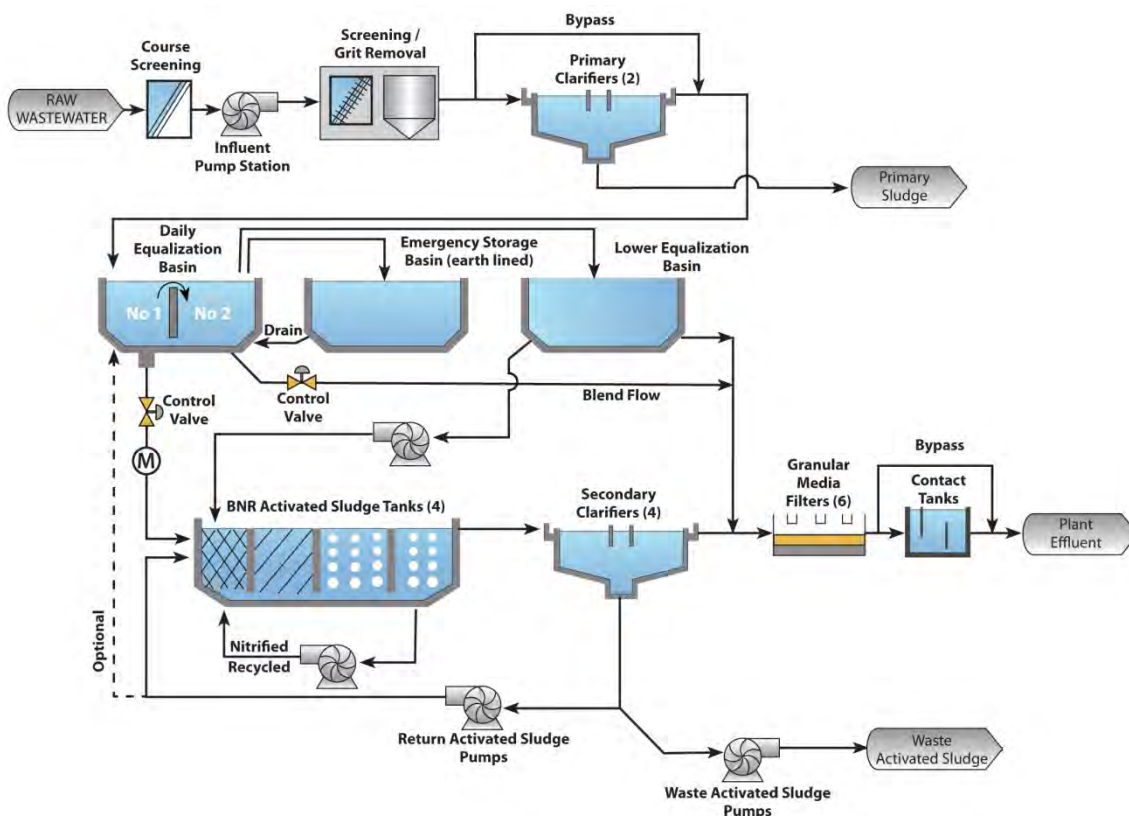 Bypass
Screening /
Grit Removal
Course
Screening
Primary
Clarifiers (2)
RAW
WASTEWATER
Influent
Pump Station
Primary
Sludge
Daily
Equalization
Basin
Emergency Storage
Basin (earth lined)
Lower Equalization
Basin
No 1
No 2
Drain
Control
Valve
Control
Valve
Blend Flow
M
BNR Activated Sludge Tanks (4)
Secondary
Clarifiers (4)
Granular
Media
Filters (6)
Bypass
Contact
Tanks
Plant
Effluent
Optional
Nitrified
Recycled
Return Activated Sludge
Pumps
Waste
Activated Sludge
Waste Activated Sludge
Pumps